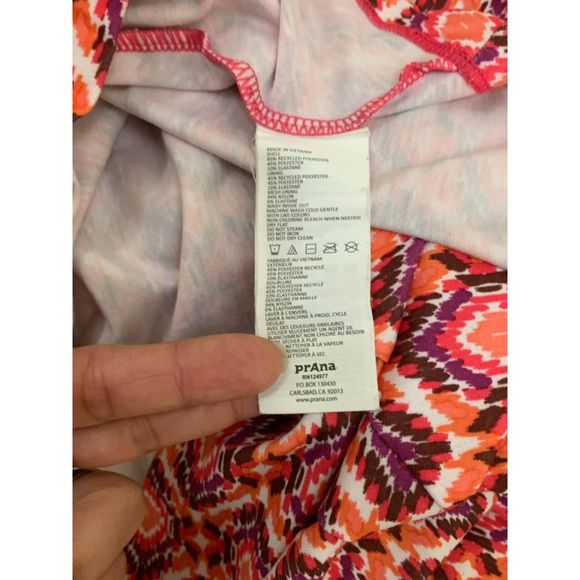 MADE IN VIETNAM
SHELL
45% RECYCLED POLYESTER
45% POLYESTER
10% ELASTANE
LINING
45% RECYCLED POLYESTER
45% POLYESTER
10% ELASTANE
MESH LINING
94% NYLON
6% ELASTANE
WASH INSIDE OUT
MACHINE WASH COLD GENTLE
WITH LIKE COLORS
NON-CHLORINE BLEACH WHEN NEEDED
DRY FLAT
DO NOT STEAM
DO NOT IRON
DO NOT DRY CLEAN
FABRIQUÉ AU VIETNAM
EXTÉRIEUR
45% POLYESTER RECYCLÉ
45% POLYESTER
10% ÉLASTHANNE
DOUBLURE
45% POLYESTER RECYCLÉ
45% POLYESTER
10% ÉLASTHANNE
DOUBLURE EN MAILLE
94% NYLON
6% ÉLASTHANNE
LAVER À L'ENVERS
LAVER À MACHINE À FROID, CYCLE
DÉLICAT
AVEC DES COULEURS SIMILAIRES
UTILISER SEULEMENT UN AGENT DE
BLANCHIMENT NON CHLORÉ AU BESOIN
SÉCHER À PLAT
NETTOYER À LA VAPEUR
REPASSER
NETTOYER À SEC.
prAna
RN124977
P.O. BOX 130430
CARLSBAD, CA. 92013
www.prana.com